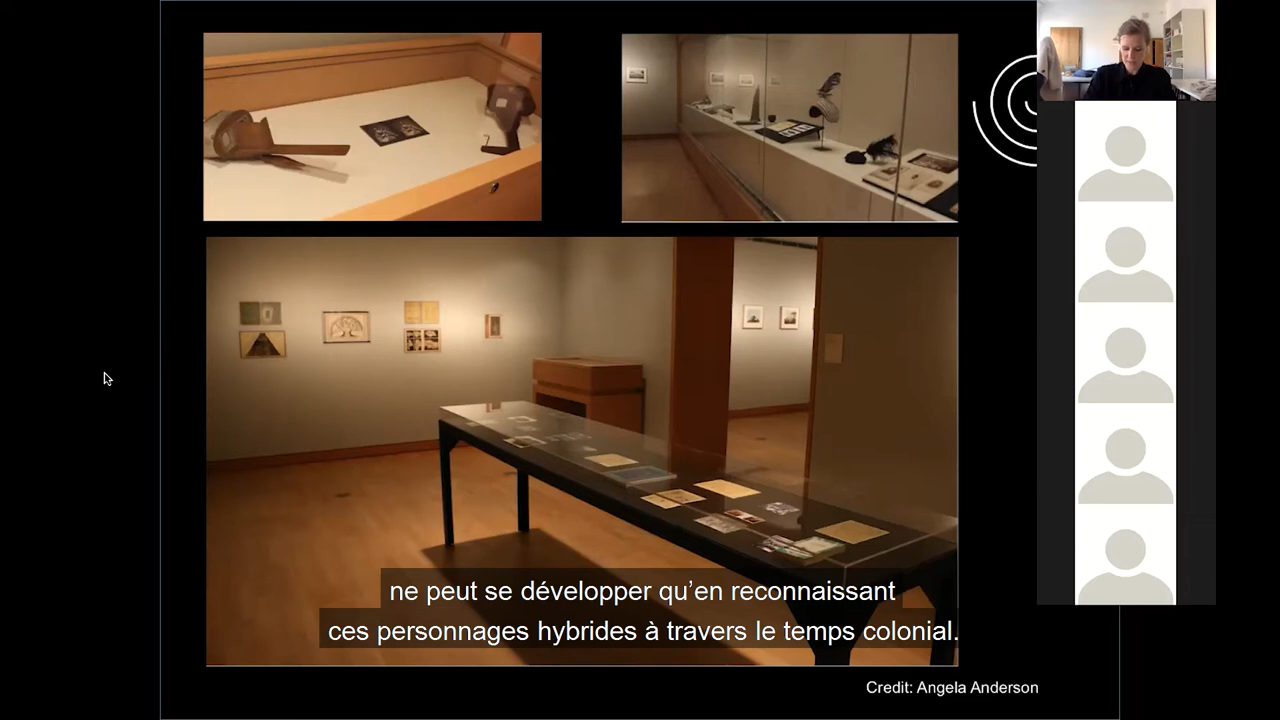 ne peut se développer qu’en reconnaissant
ces personnages hybrides à travers le temps colonial.
Credit: Angela Anderson